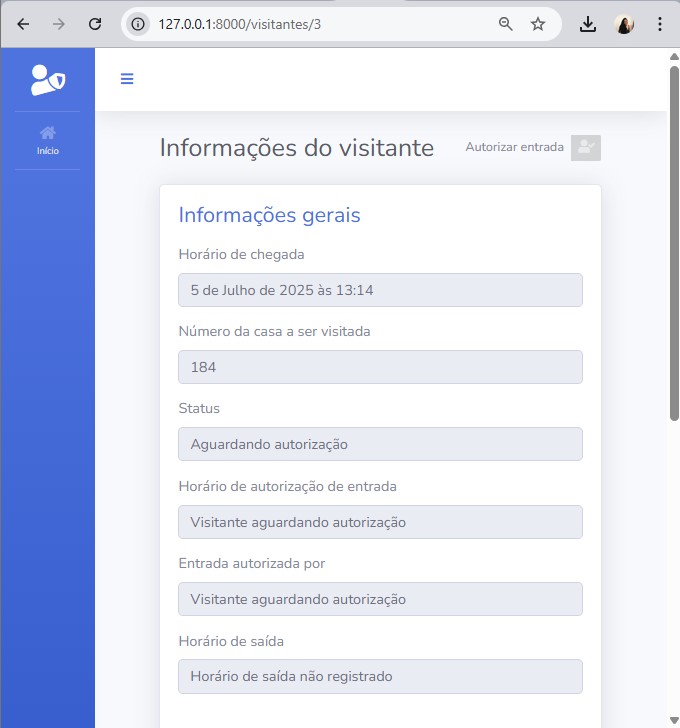 127.0.0.1:8000/visitantes/3
Início
Informações do visitante
Autorizar entrada
Informações gerais
Horário de chegada
5 de Julho de 2025 às 13:14
Número da casa a ser visitada
184
Status
Aguardando autorização
Horário de autorização de entrada
Visitante aguardando autorização
Entrada autorizada por
Visitante aguardando autorização
Horário de saída
Horário de saída não registrado